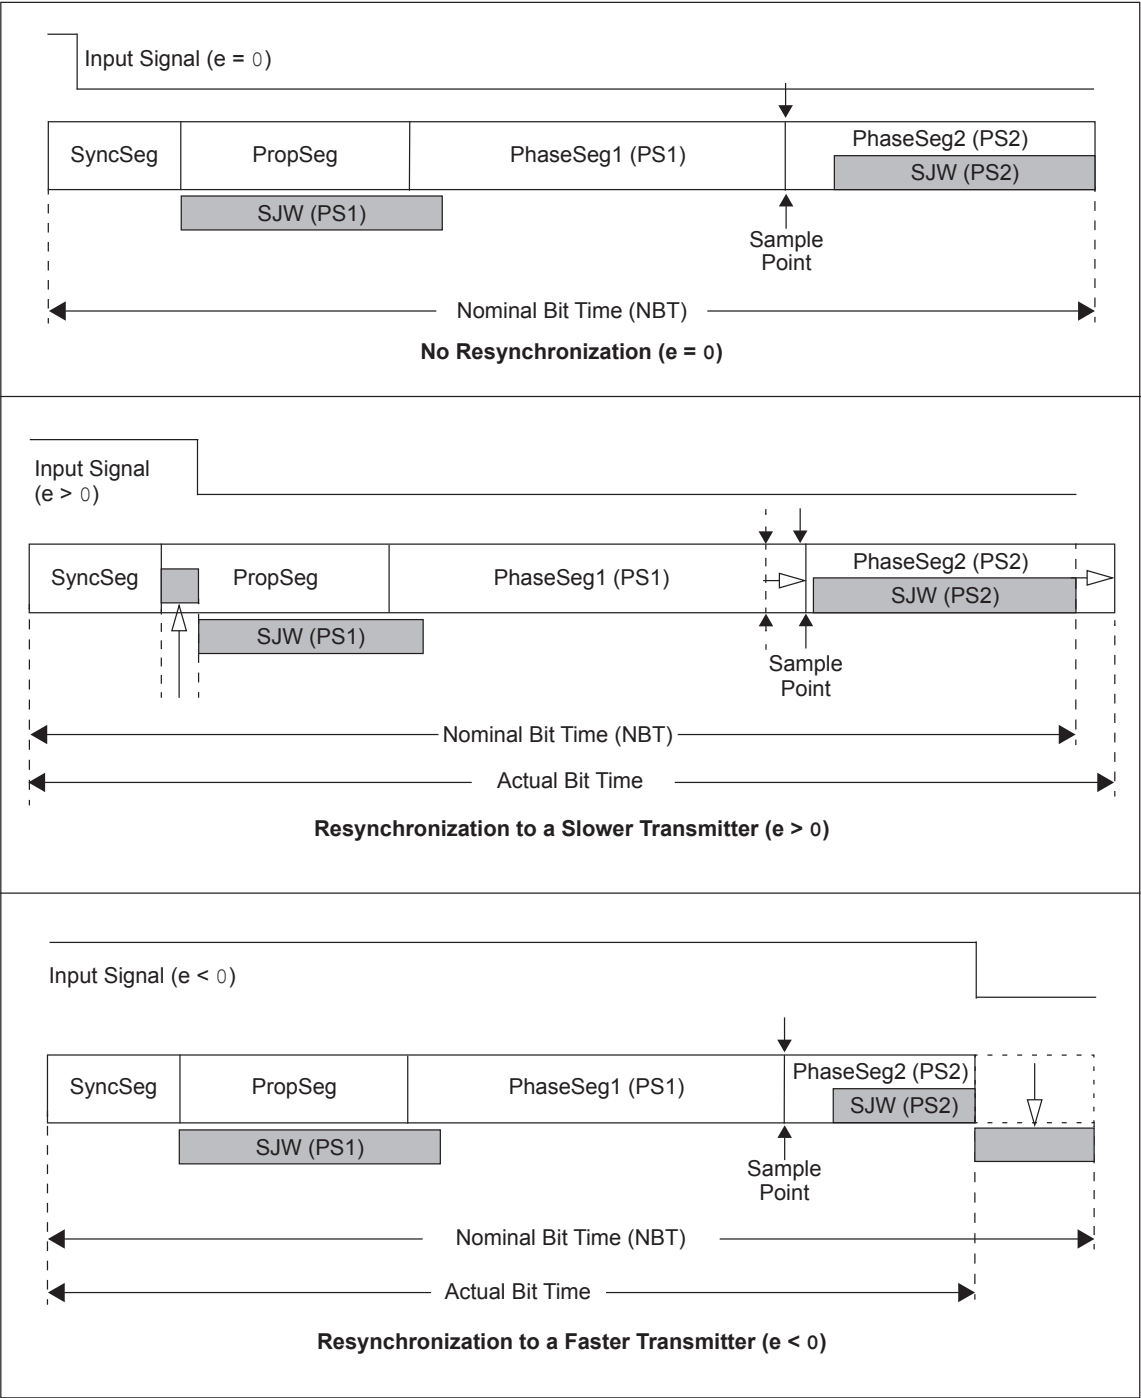 Input Signal (e = 0)
SyncSeg
PropSeg
PhaseSeg1 (PS1)
PhaseSeg2 (PS2)
SJW (PS2)
SJW (PS1)
Sample
Point
Nominal Bit Time (NBT)
No Resynchronization (e = 0)
Input Signal
(e > 0)
SyncSeg
PropSeg
PhaseSeg1 (PS1)
PhaseSeg2 (PS2)
SJW (PS2)
SJW (PS1)
Sample
Point
Nominal Bit Time (NBT)
Actual Bit Time
Resynchronization to a Slower Transmitter (e > 0)
Input Signal (e < 0)
SyncSeg
PropSeg
PhaseSeg1 (PS1)
PhaseSeg2 (PS2)
SJW (PS2)
SJW (PS1)
Sample
Point
Nominal Bit Time (NBT)
Actual Bit Time
Resynchronization to a Faster Transmitter (e < 0)